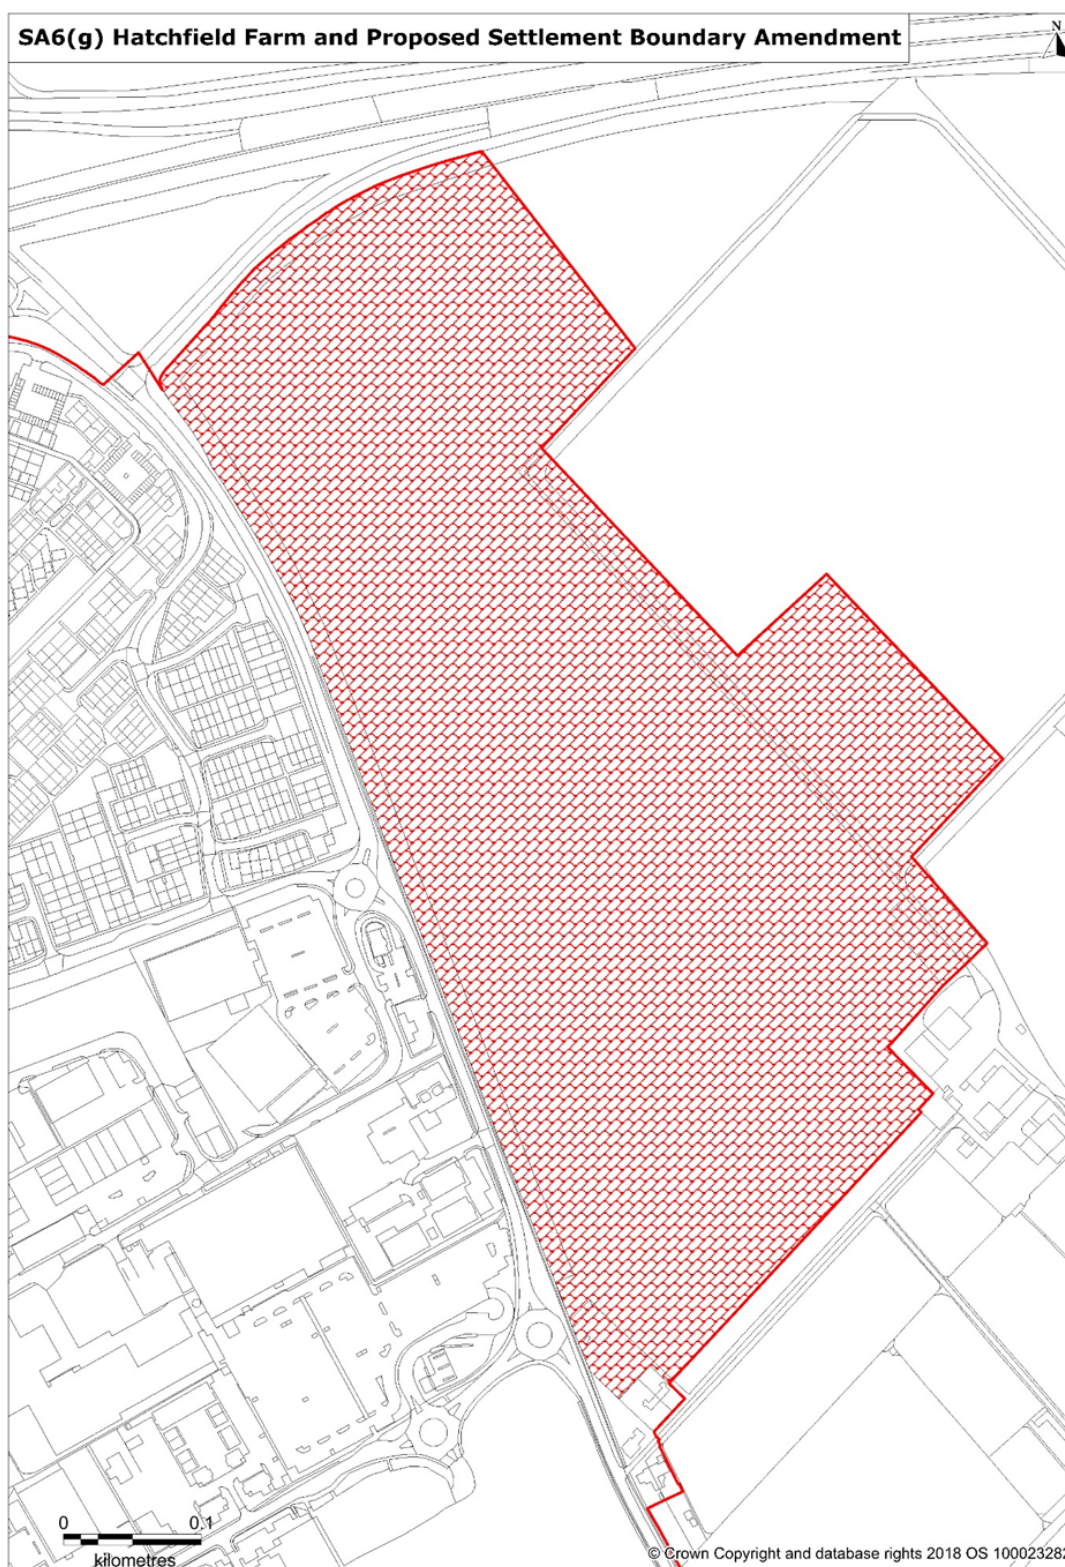 SA6(g) Hatchfield Farm and Proposed Settlement Boundary Amendment
N
0 0.1
kilometres
© Crown Copyright and database rights 2018 OS 100023282